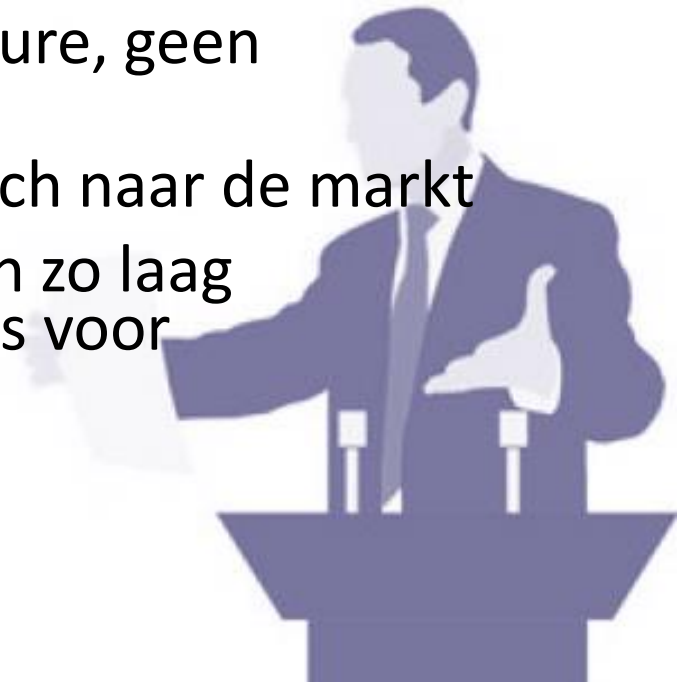 ure, geen
ch naar de markt
n zo laag
s voor